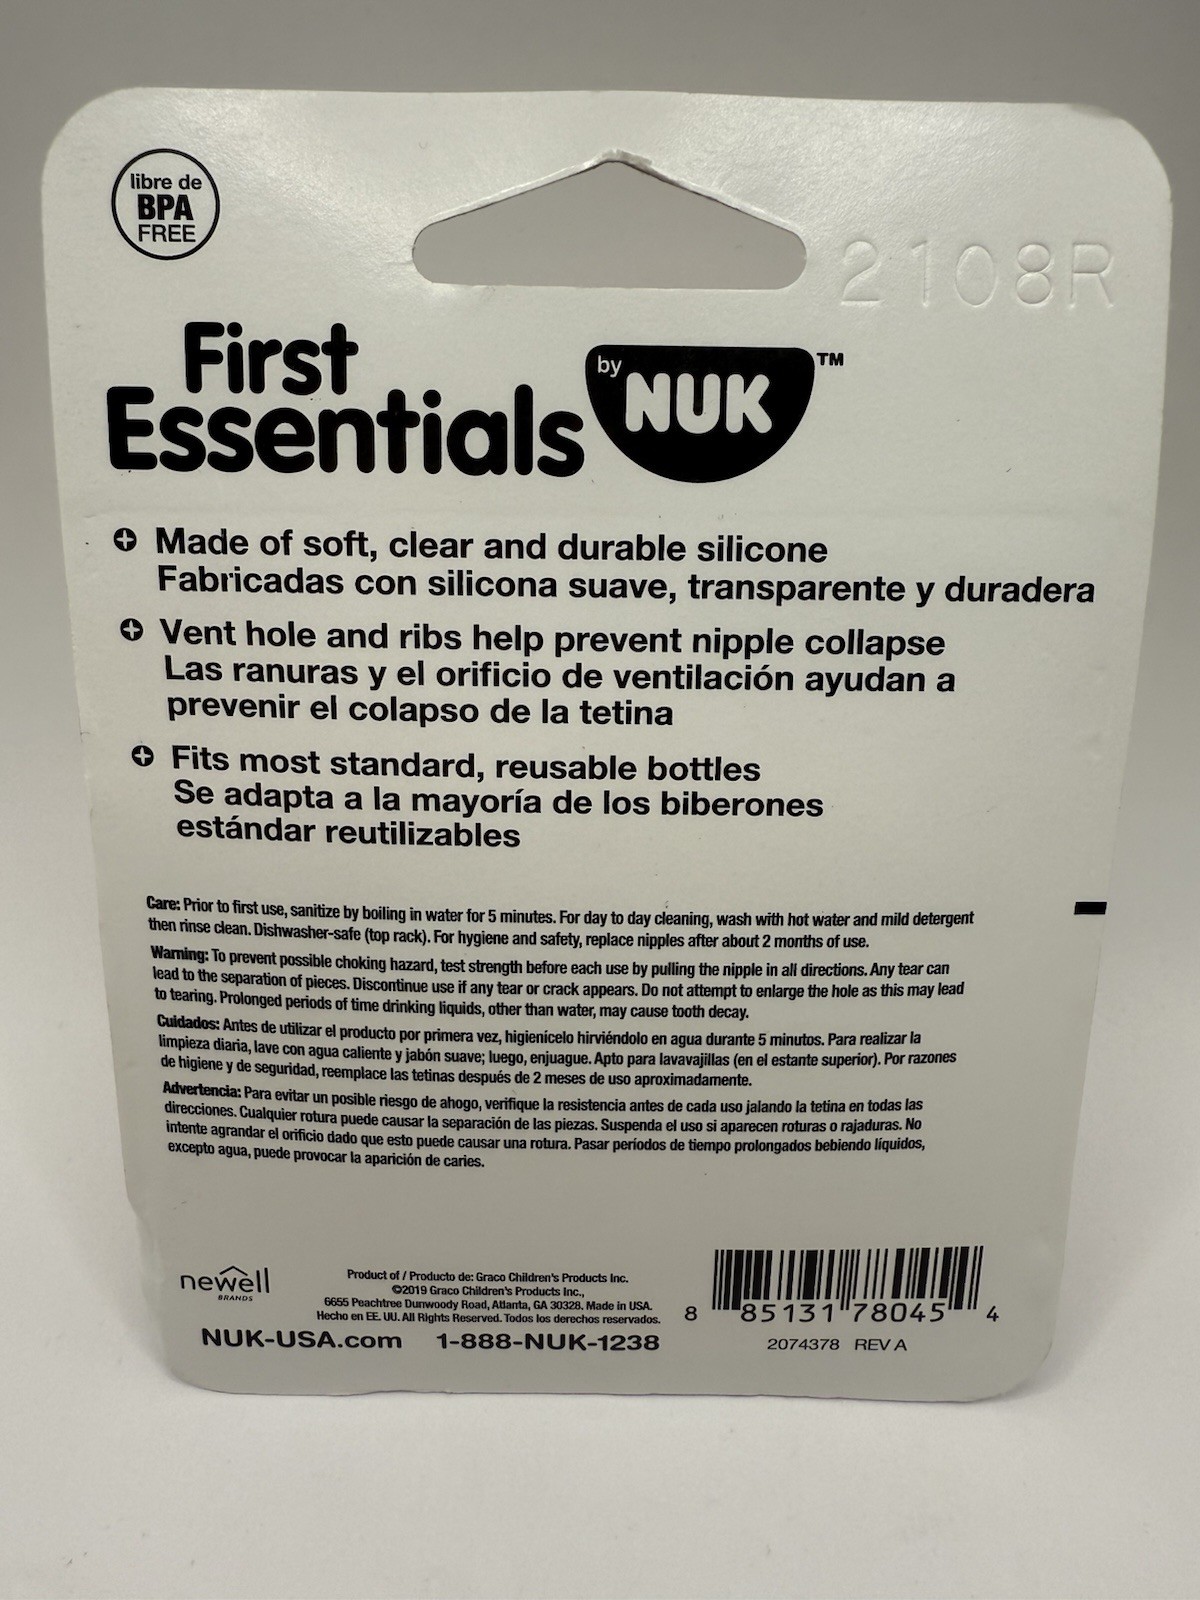 libre de
BPA
FREE
2108R
First
Essentials
by NUK™
Made of soft, clear and durable silicone
Fabricadas con silicona suave, transparente y duradera
Vent hole and ribs help prevent nipple collapse
Las ranuras y el orificio de ventilación ayudan a
prevenir el colapso de la tetina
Fits most standard, reusable bottles
Se adapta a la mayoría de los biberones
estándar reutilizables
Care: Prior to first use, sanitize by boiling in water for 5 minutes. For day to day cleaning, wash with hot water and mild detergent
then rinse clean. Dishwasher-safe (top rack). For hygiene and safety, replace nipples after about 2 months of use.
Warning: To prevent possible choking hazard, test strength before each use by pulling the nipple in all directions. Any tear can
lead to the separation of pieces. Discontinue use if any tear or crack appears. Do not attempt to enlarge the hole as this may lead
to tearing. Prolonged periods of time drinking liquids, other than water, may cause tooth decay.
Cuidados: Antes de utilizar el producto por primera vez, higienícelo hirviéndolo en agua durante 5 minutos. Para realizar la
limpieza diaria, lave con agua caliente y jabón suave; luego, enjuague. Apto para lavavajillas (en el estante superior). Por razones
de higiene y de seguridad, reemplace las tetinas después de 2 meses de uso aproximadamente.
Advertencia: Para evitar un posible riesgo de ahogo, verifique la resistencia antes de cada uso jalando la tetina en todas las
direcciones. Cualquier rotura puede causar la separación de las piezas. Suspenda el uso si aparecen roturas o rajaduras. No
intente agrandar el orificio dado que esto puede causar una rotura. Pasar períodos de tiempo prolongados bebiendo líquidos,
excepto agua, puede provocar la aparición de caries.
newell
BRANDS
Product of / Producto de: Graco Children's Products Inc.
©2019 Graco Children's Products Inc.,
6655 Peachtree Dunwoody Road, Atlanta, GA 30328. Made in USA.
Hecho en EE. UU. All Rights Reserved. Todos los derechos reservados.
NUK-USA.com 1-888-NUK-1238
8 85131 78045 4
2074378 REV A